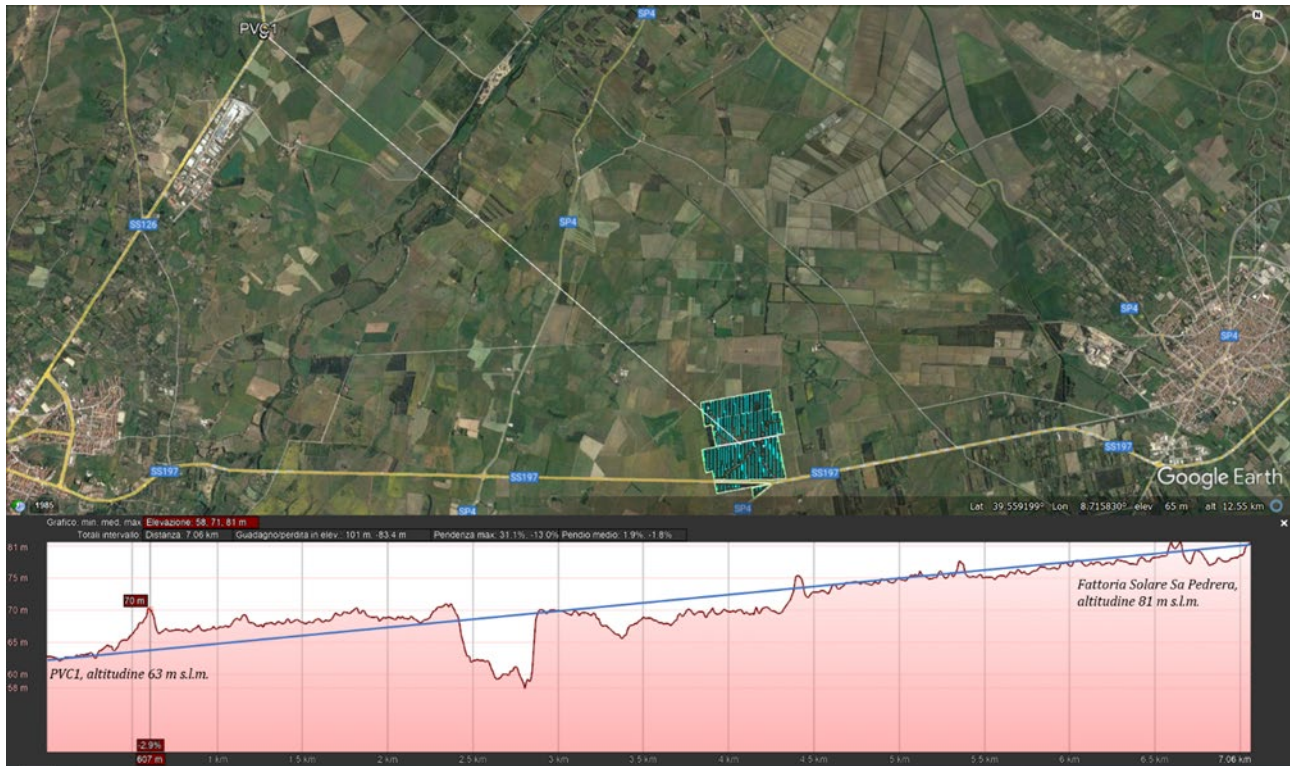 PVC1
SP4
N
SS126
SP4
SP4
SP4
SS197
SS197
SS197
SS197
SP4
SP4
Google Earth
1985
Lat 39.559199° Lon 8.715830° elev 65 m alt 12.55 km
Grafico: min, med, max Elevazione: 58, 71, 81 m
Totali intervallo: Distanza: 7.06 km Guadagno/perdita in elev.: 101 m, -83.4 m Pendenza max: 31.1%, -13.0% Pendio medio: 1.9%, -1.8%
81 m
75 m
70 m
65 m
60 m
58 m
70 m
Fattoria Solare Sa Pedrera,
altitudine 81 m s.l.m.
PVC1, altitudine 63 m s.l.m.
-2.9%
607 m 1 km 1.5 km 2 km 2.5 km 3 km 3.5 km 4 km 4.5 km 5 km 5.5 km 6 km 6.5 km 7.06 km